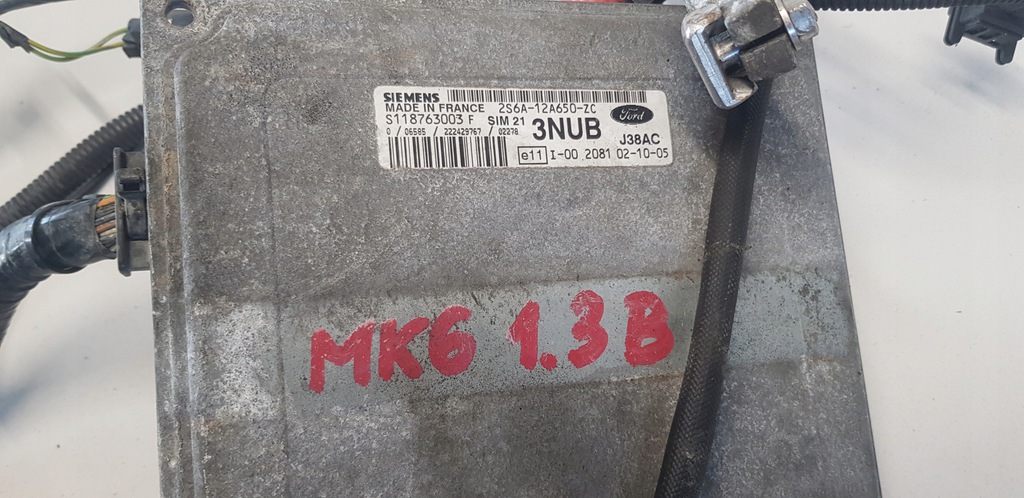 SIEMENS
MADE IN FRANCE 2S6A-12A650-ZC
S118763003 F SIM 21 3NUB Ford
0 / 06585 / 222429767 / 02278 J38AC
e11 I-00 2081 02-10-05
MK6 1.3B